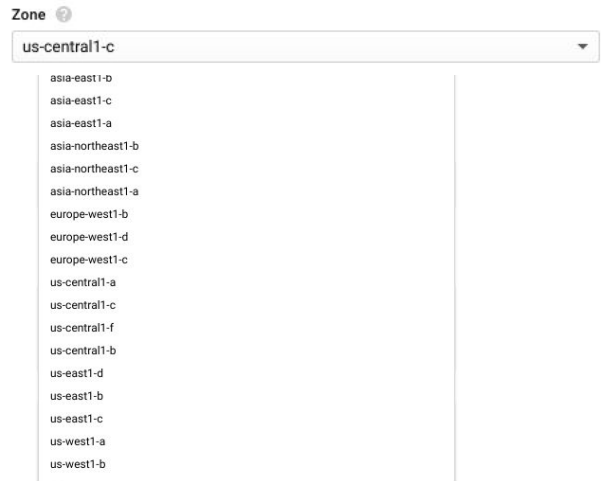 Zone ?
us-central1-c
asia-east1-b
asia-east1-c
asia-east1-a
asia-northeast1-b
asia-northeast1-c
asia-northeast1-a
europe-west1-b
europe-west1-d
europe-west1-c
us-central1-a
us-central1-c
us-central1-f
us-central1-b
us-east1-d
us-east1-b
us-east1-c
us-west1-a
us-west1-b